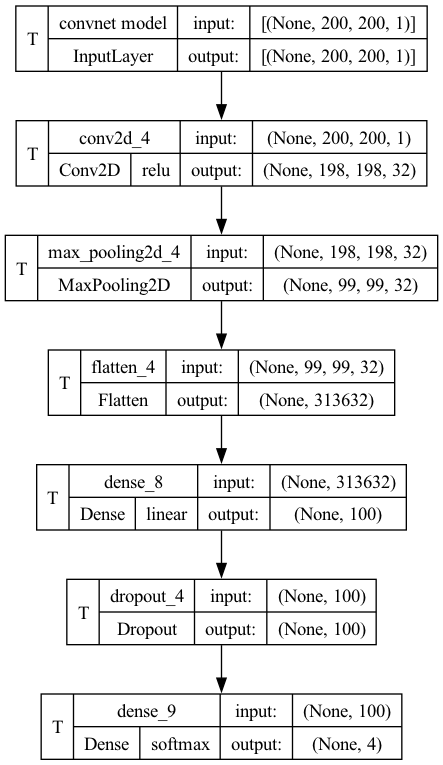 T convnet model input: [(None, 200, 200, 1)]
InputLayer output: [(None, 200, 200, 1)]
T conv2d_4 input: (None, 200, 200, 1)
Conv2D relu output: (None, 198, 198, 32)
T max_pooling2d_4 input: (None, 198, 198, 32)
MaxPooling2D output: (None, 99, 99, 32)
T flatten_4 input: (None, 99, 99, 32)
Flatten output: (None, 313632)
T dense_8 input: (None, 313632)
Dense linear output: (None, 100)
T dropout_4 input: (None, 100)
Dropout output: (None, 100)
T dense_9 input: (None, 100)
Dense softmax output: (None, 4)